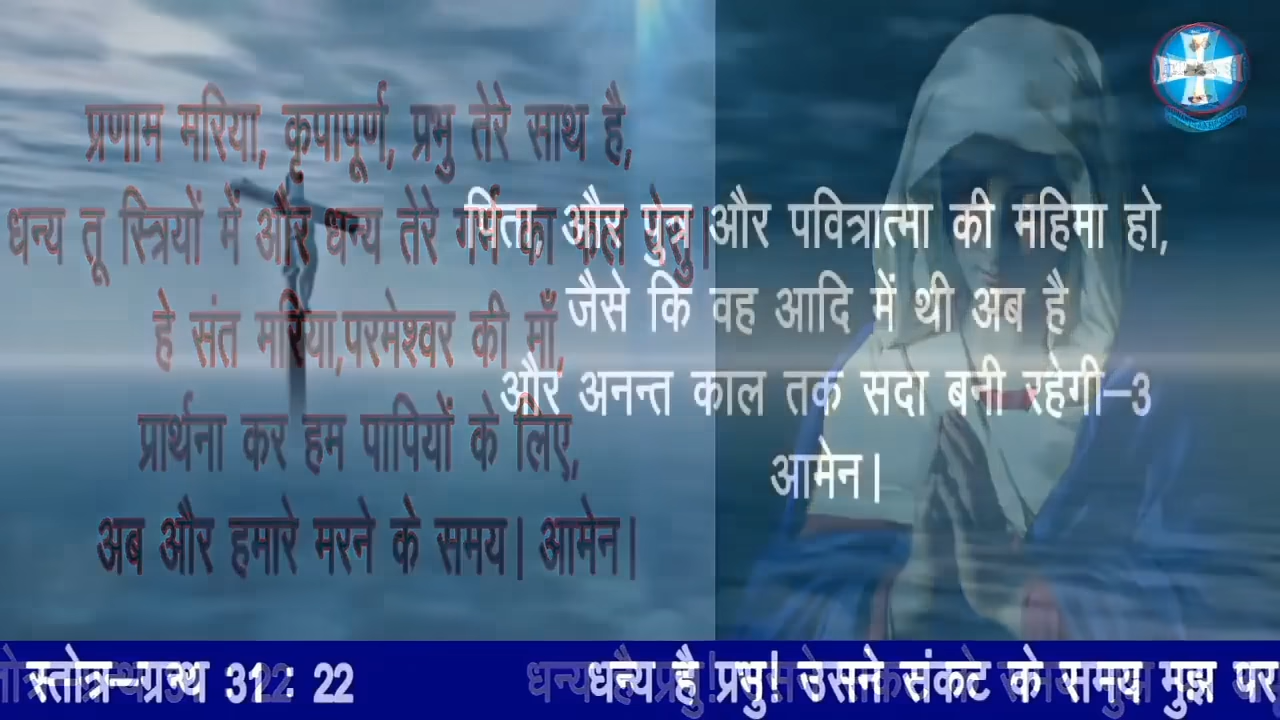 प्रणाम मरिया, कृपापूर्ण, प्रभु तेरे साथ है,
धन्य तू स्त्रियों में और धन्य तेरे गर्भ का फल येसु।
हे संत मारिया,परमेश्वर की माँ,
प्रार्थना कर हम पापियों के लिए,
अब और हमारे मरने के समय। आमेन।
पिता, और पुत्र और पवित्रात्मा की महिमा हो,
जैसे कि वह आदि में थी अब है
और अनन्त काल तक सदा बनी रहेगी–3
आमेन।
स्तोत्र–ग्रन्थ 31 : 22 धन्य है प्रभु! उसने संकट के समय मुझ पर